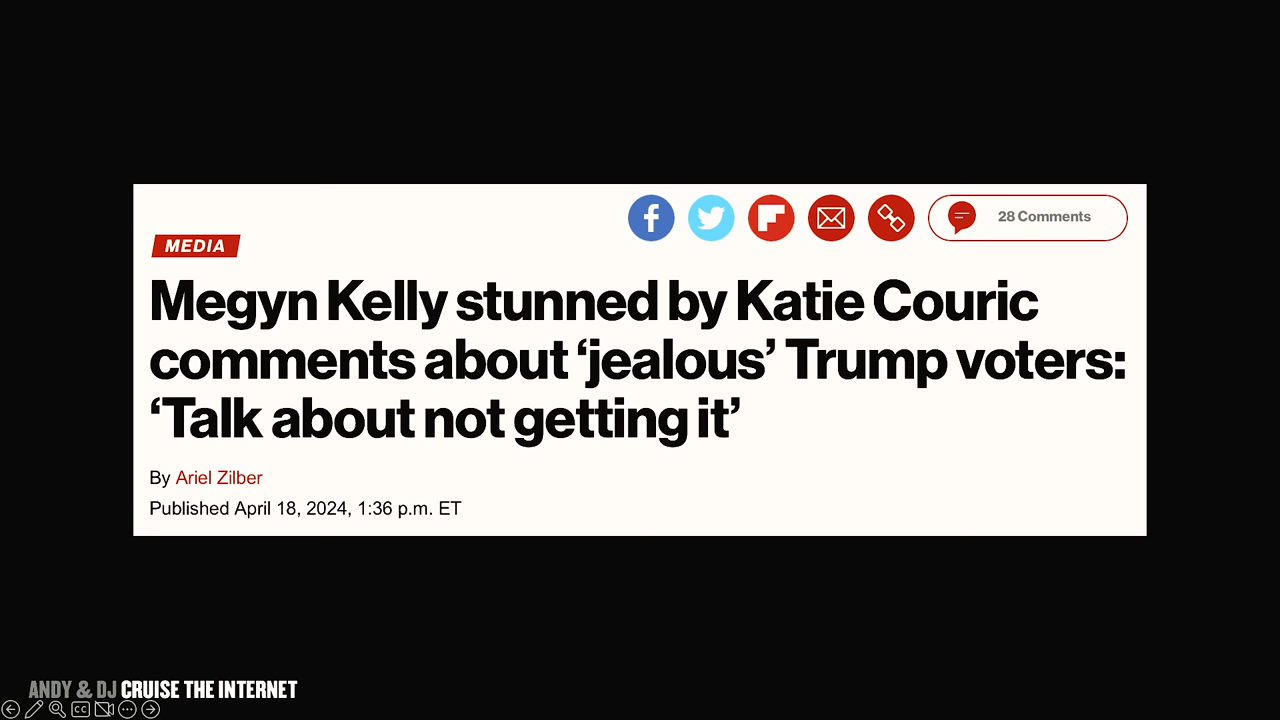 28 Comments
MEDIA
Megyn Kelly stunned by Katie Couric
comments about ‘jealous’ Trump voters:
‘Talk about not getting it’
By Ariel Zilber
Published April 18, 2024, 1:36 p.m. ET
ANDY & DJ CRUISE THE INTERNET
CC